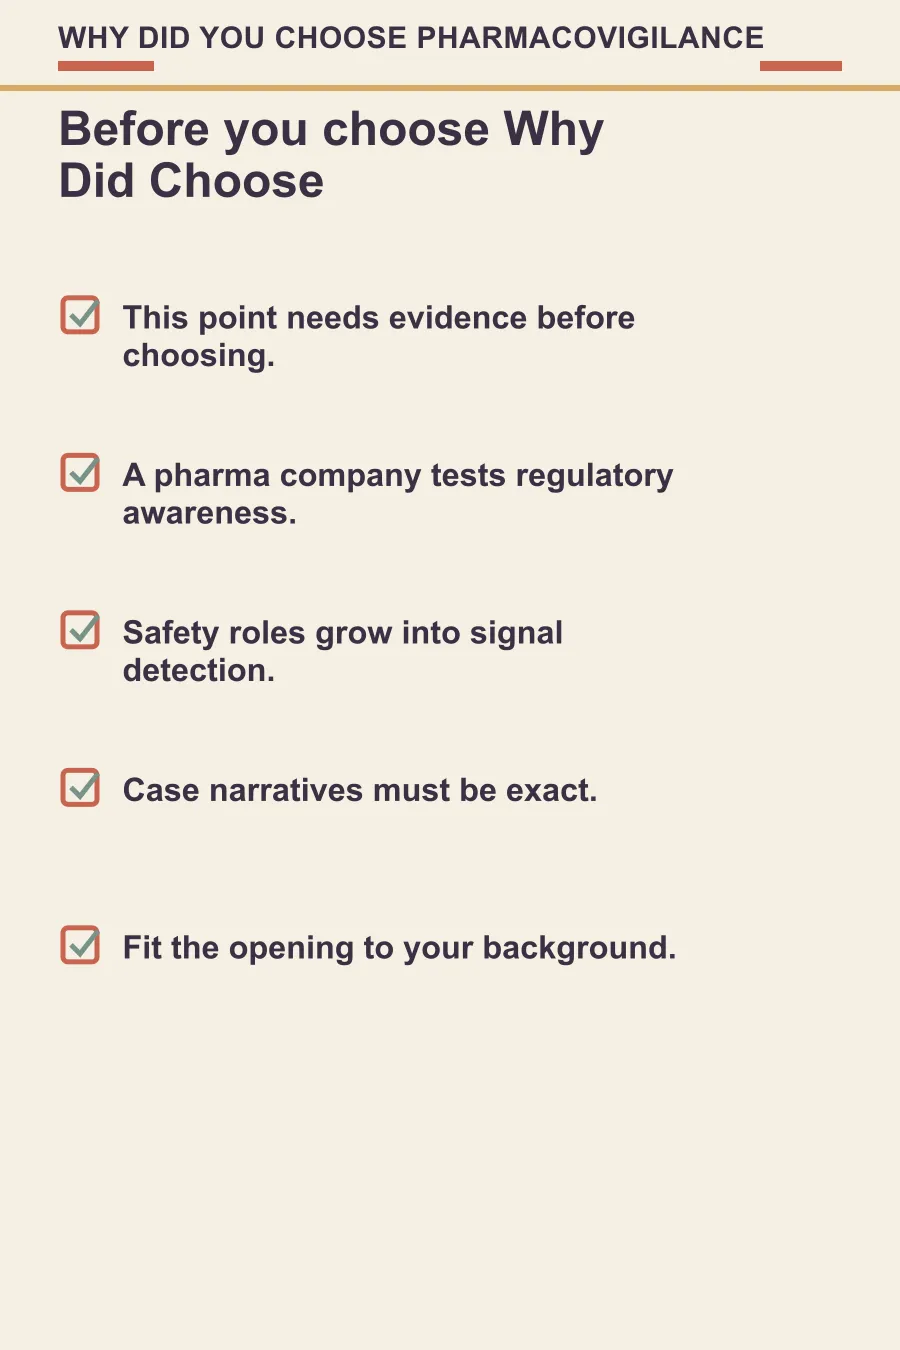 WHY DID YOU CHOOSE PHARMACOVIGILANCE
Before you choose Why
Did Choose
This point needs evidence before
choosing.
A pharma company tests regulatory
awareness.
Safety roles grow into signal
detection.
Case narratives must be exact.
Fit the opening to your background.